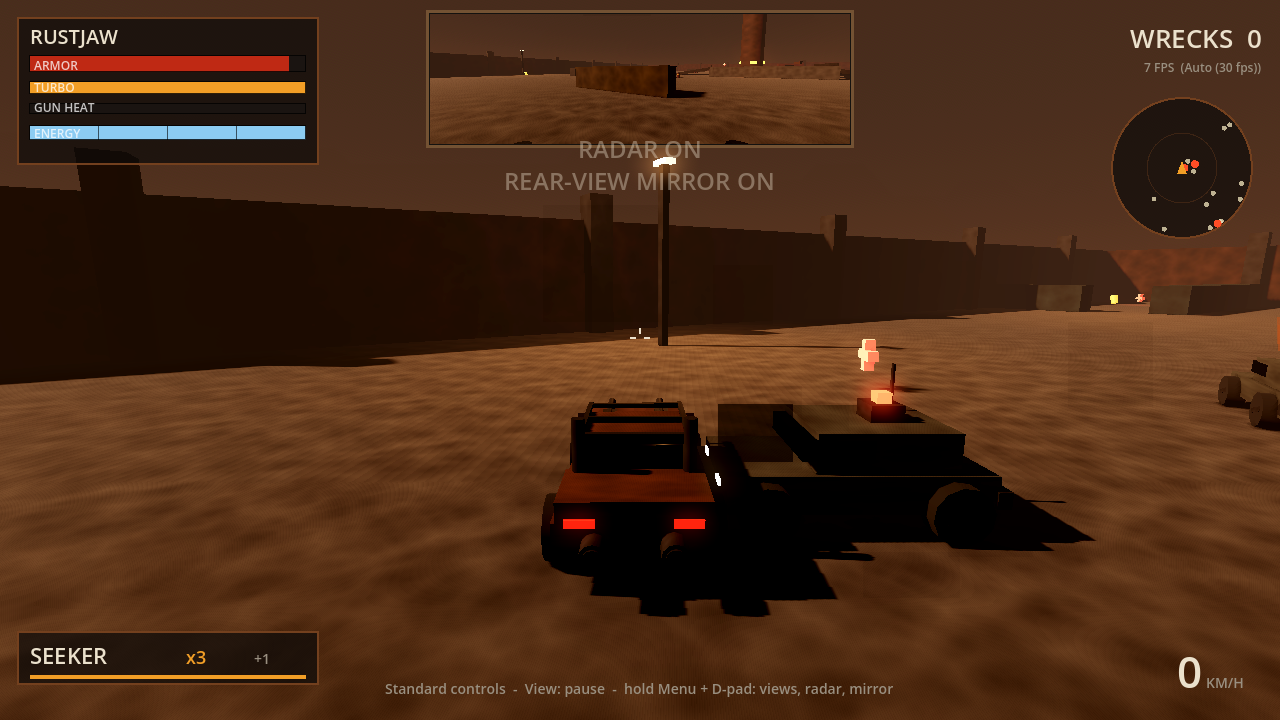 RUSTJAW
ARMOR
TURBO
GUN HEAT
ENERGY
RADAR ON
REAR-VIEW MIRROR ON
WRECKS 0
7 FPS (Auto (30 fps))
SEEKER x3 +1
Standard controls - View: pause - hold Menu + D-pad: views, radar, mirror
0 KM/H